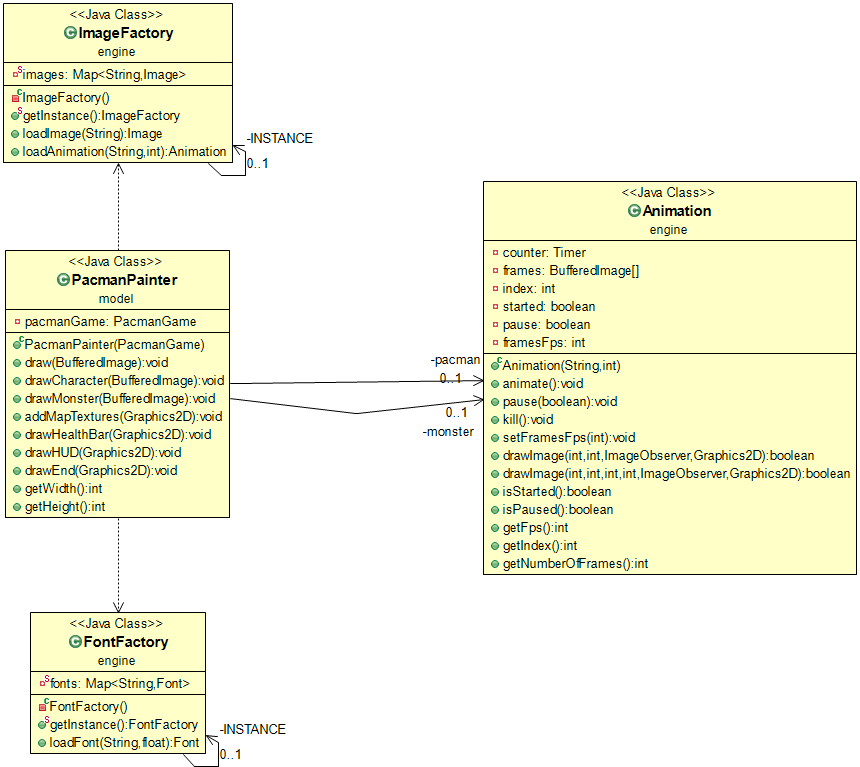 <<Java Class>>
ImageFactory
engine
images: Map<String,Image>
ImageFactory()
getInstance():ImageFactory
loadImage(String):Image
loadAnimation(String,int):Animation
-INSTANCE
0..1
<<Java Class>>
PacmanPainter
model
pacmanGame: PacmanGame
PacmanPainter(PacmanGame)
draw(BufferedImage):void
drawCharacter(BufferedImage):void
drawMonster(BufferedImage):void
addMapTextures(Graphics2D):void
drawHealthBar(Graphics2D):void
drawHUD(Graphics2D):void
drawEnd(Graphics2D):void
getWidth():int
getHeight():int
-pacman
0..1
0..1
-monster
<<Java Class>>
Animation
engine
counter: Timer
frames: BufferedImage[]
index: int
started: boolean
pause: boolean
framesFps: int
Animation(String,int)
animate():void
pause(boolean):void
kill():void
setFramesFps(int):void
drawImage(int,int,ImageObserver,Graphics2D):boolean
drawImage(int,int,int,int,ImageObserver,Graphics2D):boolean
isStarted():boolean
isPaused():boolean
getFps():int
getIndex():int
getNumberOfFrames():int
<<Java Class>>
FontFactory
engine
fonts: Map<String,Font>
FontFactory()
getInstance():FontFactory
loadFont(String,float):Font
-INSTANCE
0..1